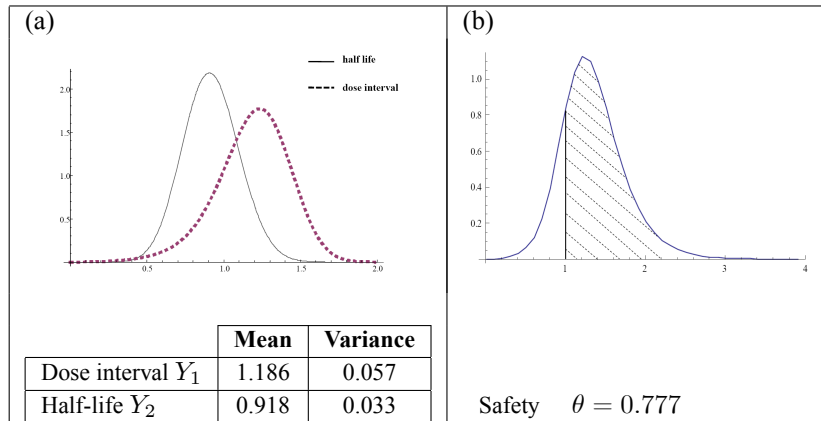 (a)
half life
dose interval
2.0
1.5
1.0
0.5
0.5 1.0 1.5 2.0
Mean Variance
Dose interval Y₁ 1.186 0.057
Half-life Y₂ 0.918 0.033
(b)
1.0
0.8
0.6
0.4
0.2
1 2 3 4
Safety θ = 0.777